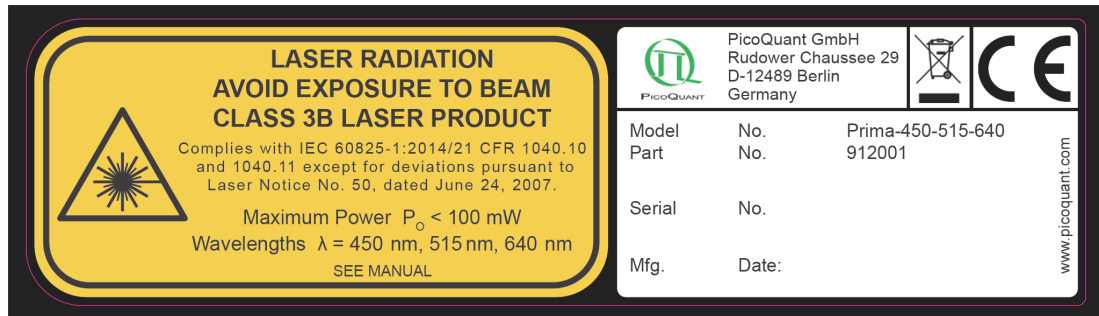 LASER RADIATION
AVOID EXPOSURE TO BEAM
CLASS 3B LASER PRODUCT
Complies with IEC 60825-1:2014/21 CFR 1040.10
and 1040.11 except for deviations pursuant to
Laser Notice No. 50, dated June 24, 2007.
Maximum Power PO < 100 mW
Wavelengths λ = 450 nm, 515 nm, 640 nm
SEE MANUAL
PICOQUANT
PicoQuant GmbH
Rudower Chaussee 29
D-12489 Berlin
Germany
CE
Model No. Prima-450-515-640
Part No. 912001
Serial No.
Mfg. Date:
www.picoquant.com